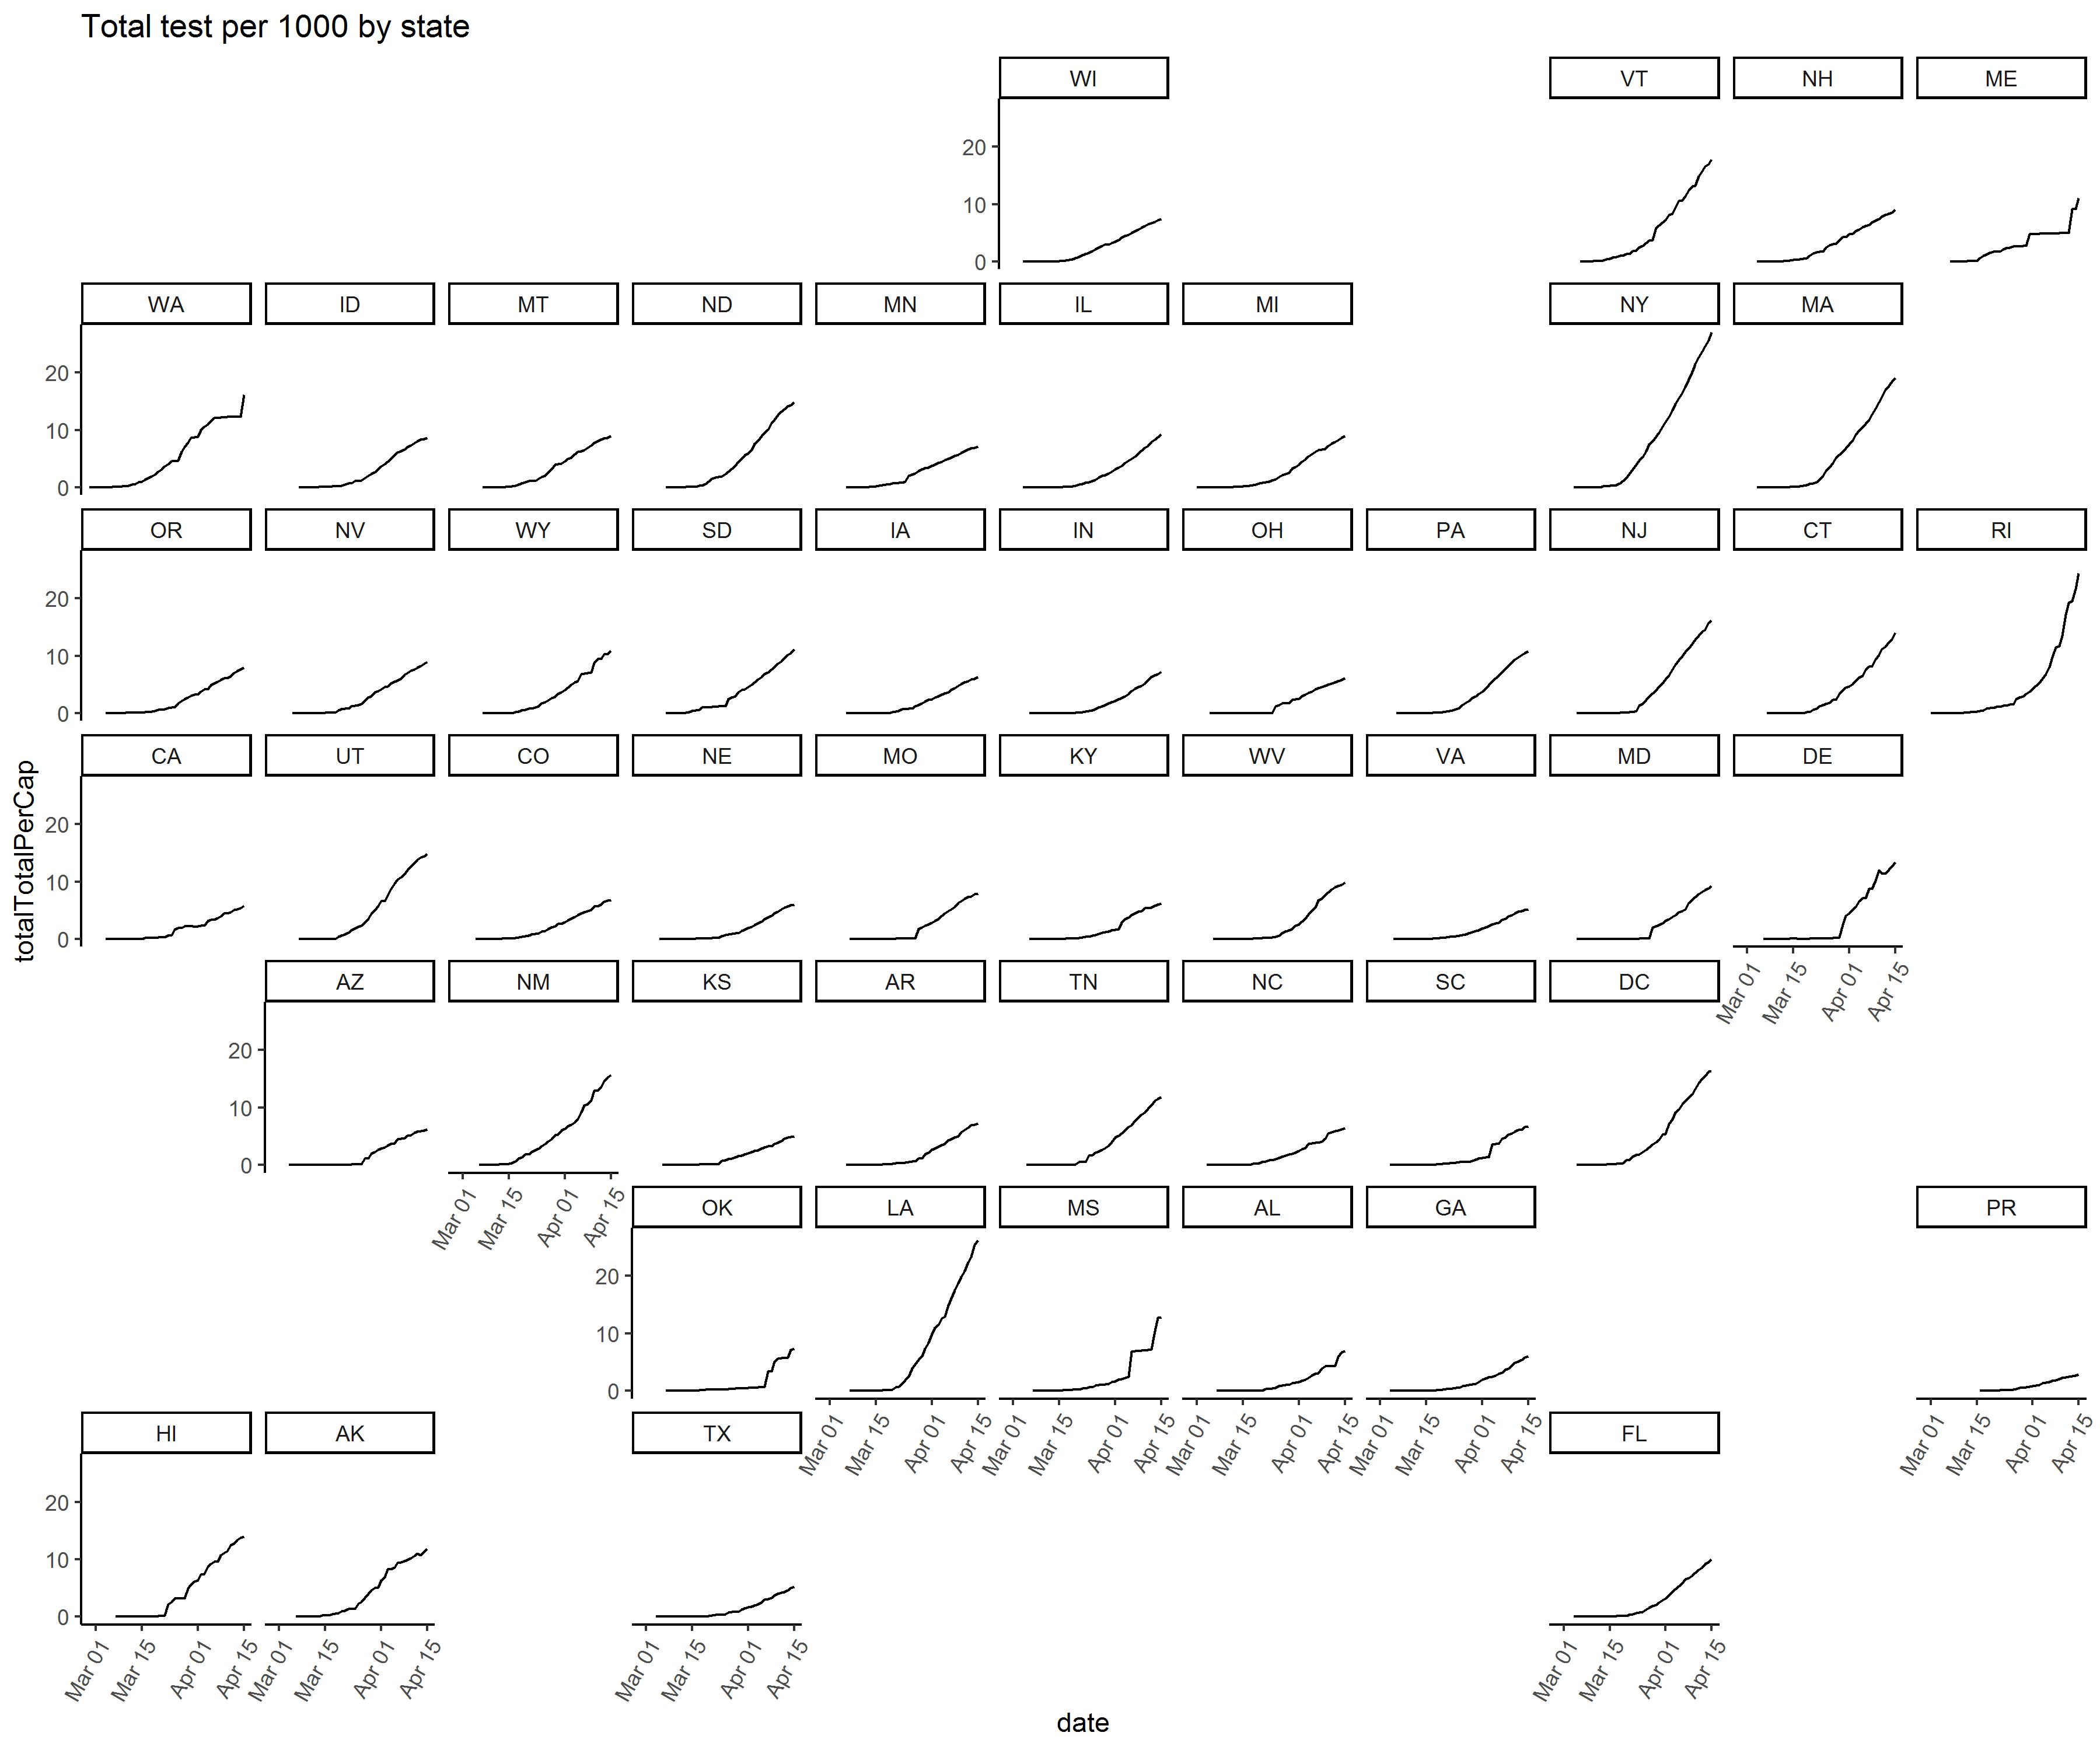 Total test per 1000 by state
WI VT NH ME
20
10
0
WA ID MT ND MN IL MI NY MA
20
10
0
OR NV WY SD IA IN OH PA NJ CT RI
20
10
0
CA UT CO NE MO KY WV VA MD DE
20
10
0
Mar 01 Mar 15 Apr 01 Apr 15
AZ NM KS AR TN NC SC DC
20
10
0
Mar 01 Mar 15 Apr 01 Apr 15
OK LA MS AL GA PR
20
10
0
Mar 01 Mar 15 Apr 01 Apr 15 Mar 01 Mar 15 Apr 01 Apr 15 Mar 01 Mar 15 Apr 01 Apr 15 Mar 01 Mar 15 Apr 01 Apr 15 Mar 01 Mar 15 Apr 01 Apr 15
HI AK TX FL
20
10
0
Mar 01 Mar 15 Apr 01 Apr 15 Mar 01 Mar 15 Apr 01 Apr 15 Mar 01 Mar 15 Apr 01 Apr 15 Mar 01 Mar 15 Apr 01 Apr 15
totalTotalPerCap
date